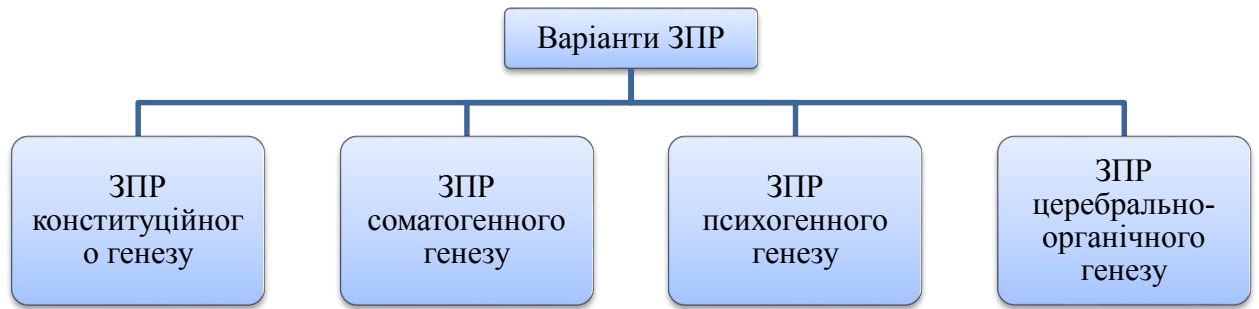 Варіанти ЗПР
ЗПР
конституційног
о генезу
ЗПР
соматогенного
генезу
ЗПР
психогенного
генезу
ЗПР
церебрально-
органічного
генезу